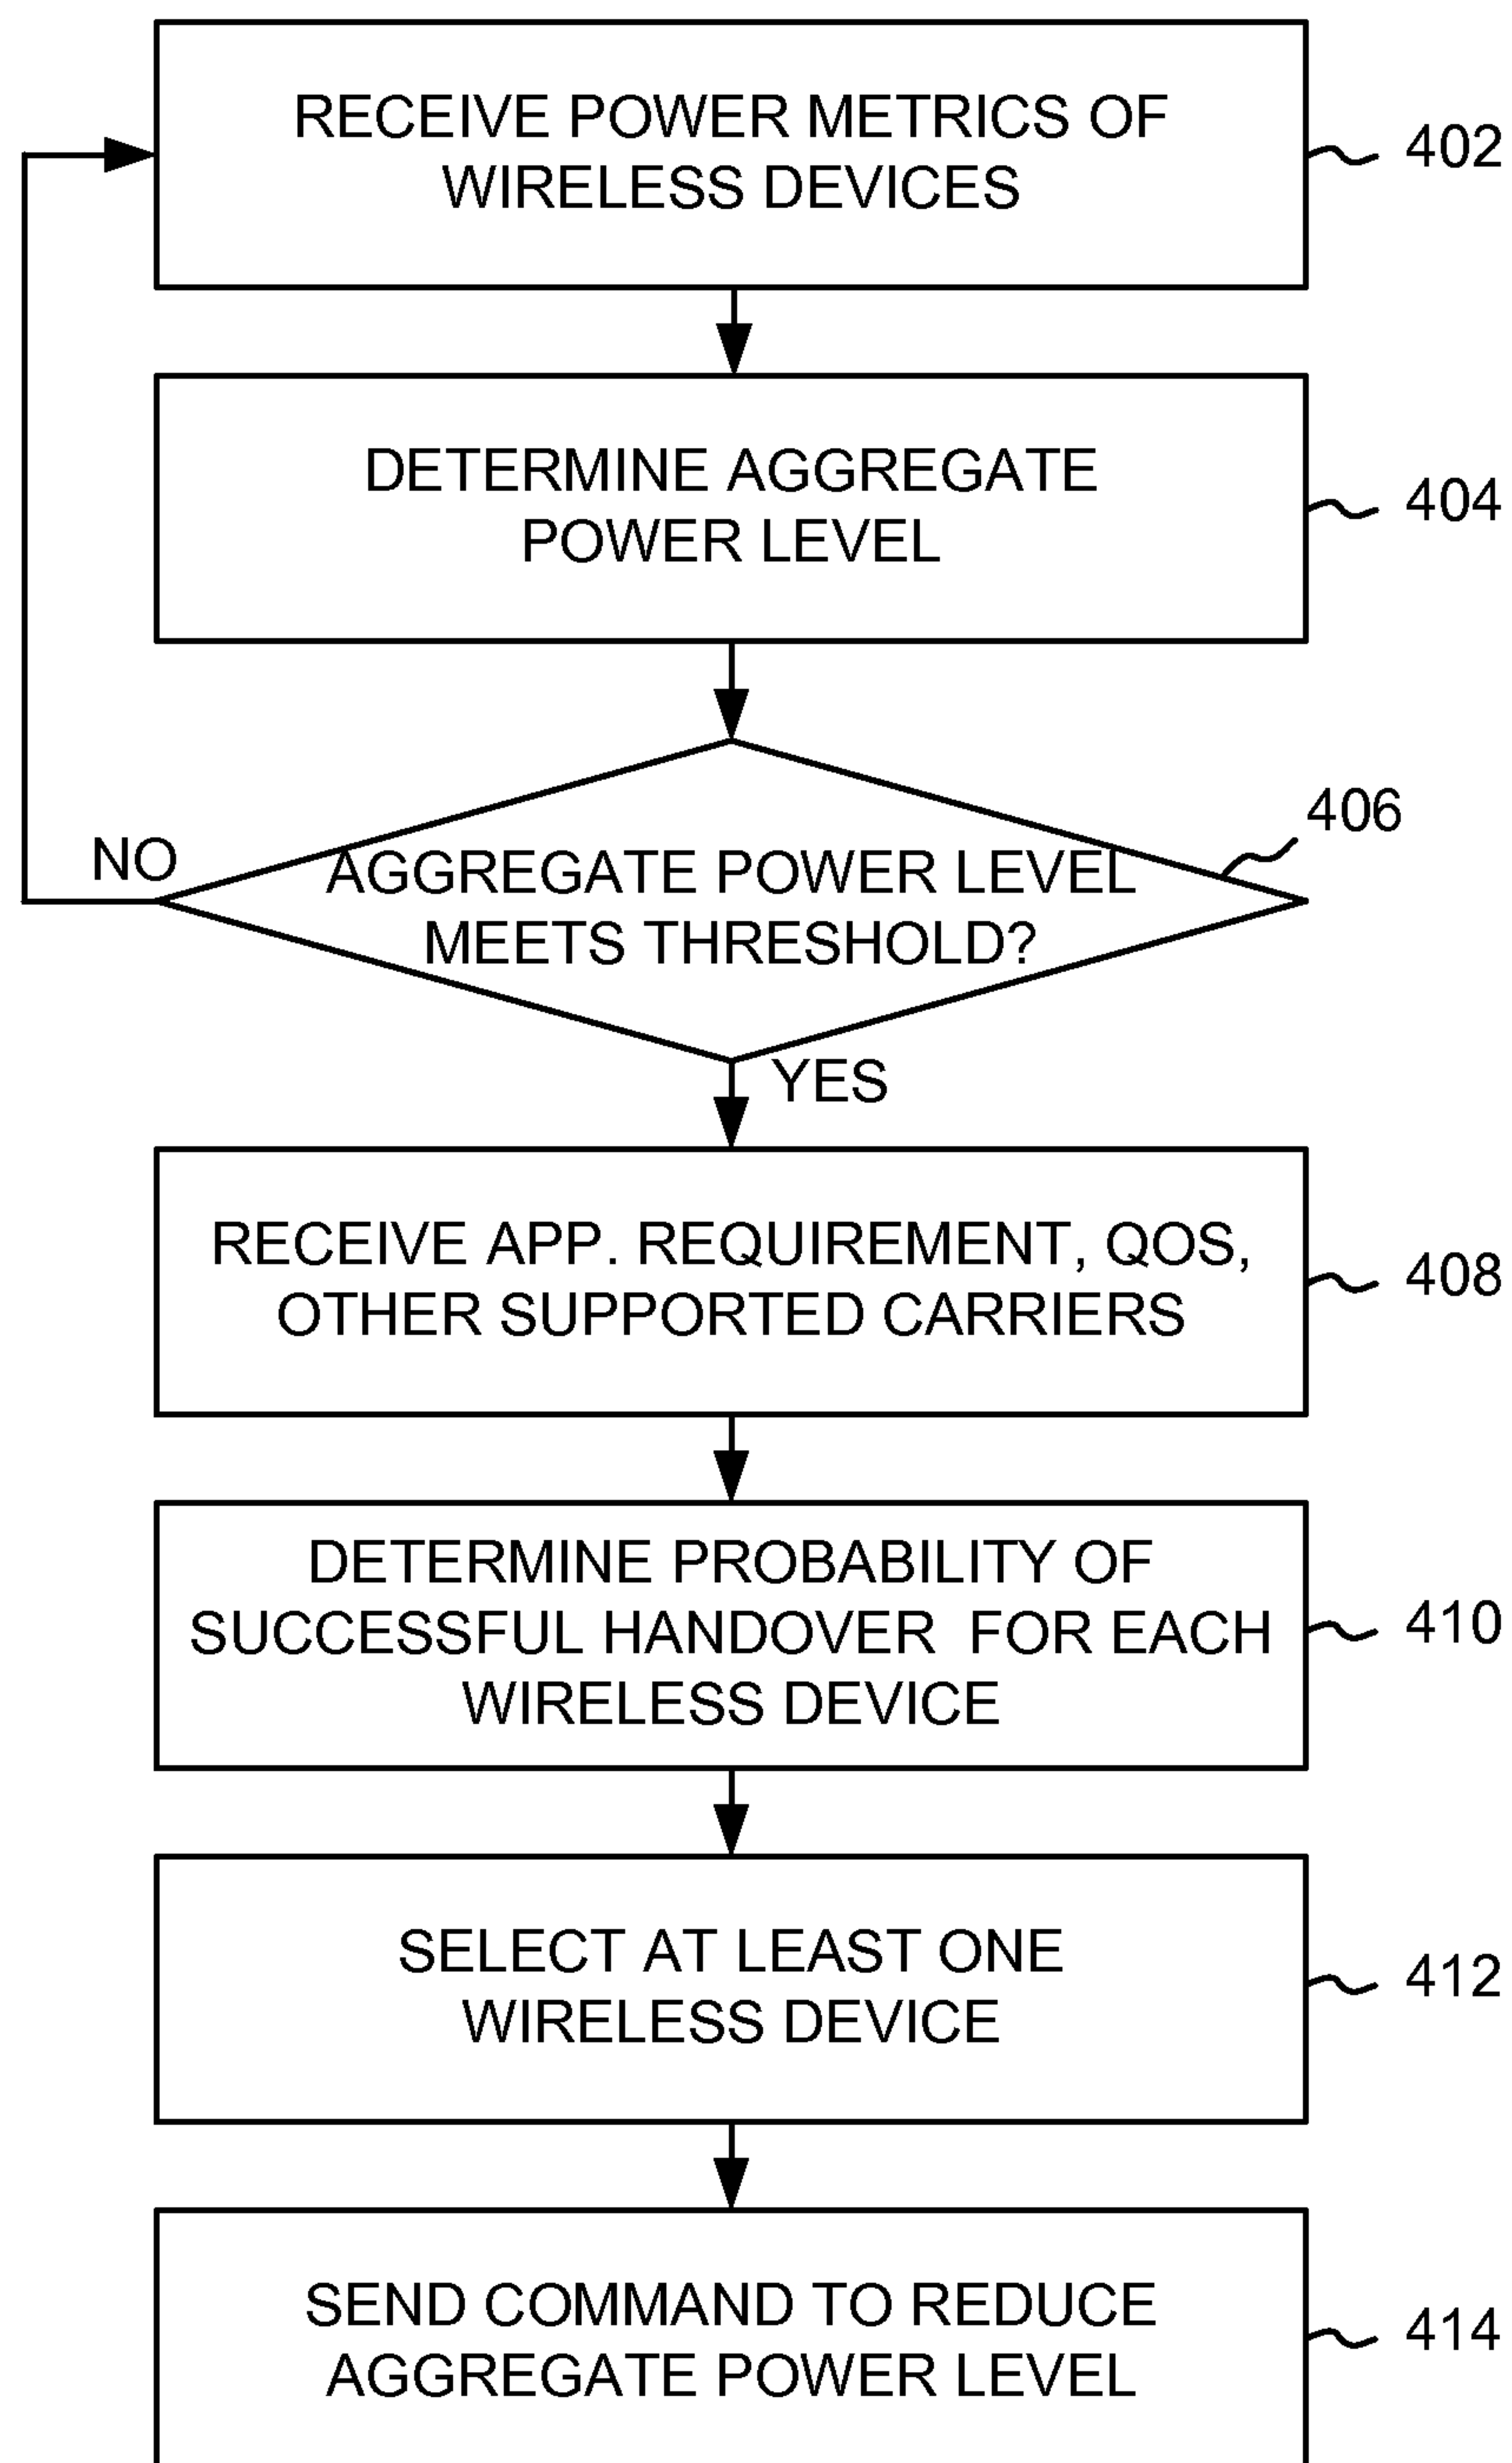 RECEIVE POWER METRICS OF
WIRELESS DEVICES
402
DETERMINE AGGREGATE
POWER LEVEL
404
406
NO
AGGREGATE POWER LEVEL
MEETS THRESHOLD?
YES
RECEIVE APP. REQUIREMENT, QOS,
OTHER SUPPORTED CARRIERS
408
DETERMINE PROBABILITY OF
SUCCESSFUL HANDOVER FOR EACH
WIRELESS DEVICE
410
SELECT AT LEAST ONE
WIRELESS DEVICE
412
SEND COMMAND TO REDUCE
AGGREGATE POWER LEVEL
414